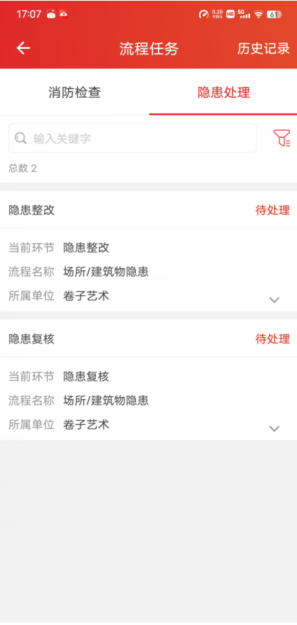 17:07
流程任务
历史记录
消防检查
隐患处理
输入关键字
总数 2
隐患整改
待处理
当前环节 隐患整改
流程名称 场所/建筑物隐患
所属单位 卷子艺术
隐患复核
待处理
当前环节 隐患复核
流程名称 场所/建筑物隐患
所属单位 卷子艺术